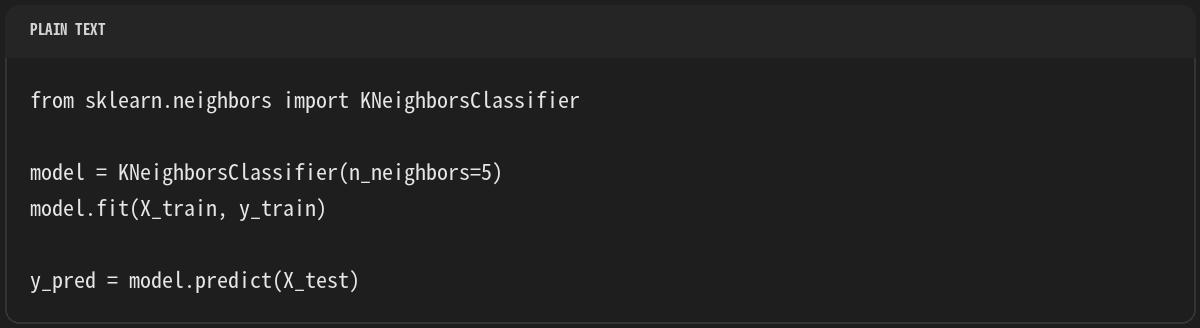 PLAIN TEXT
from sklearn.neighbors import KNeighborsClassifier
model = KNeighborsClassifier(n_neighbors=5)
model.fit(X_train, y_train)
y_pred = model.predict(X_test)